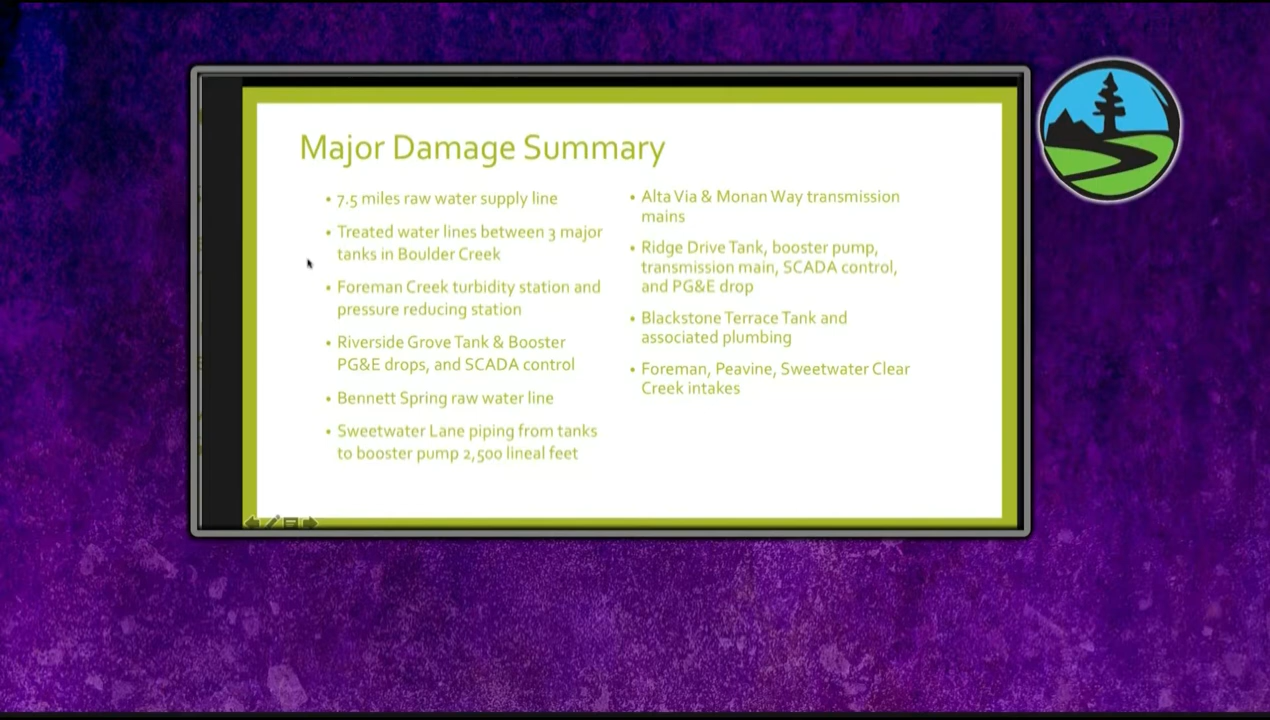 Major Damage Summary
• 7.5 miles raw water supply line
• Treated water lines between 3 major
tanks in Boulder Creek
• Foreman Creek turbidity station and
pressure reducing station
• Riverside Grove Tank & Booster
PG&E drops, and SCADA control
• Bennett Spring raw water line
• Sweetwater Lane piping from tanks
to booster pump 2,500 lineal feet
• Alta Via & Monan Way transmission
mains
• Ridge Drive Tank, booster pump,
transmission main, SCADA control,
and PG&E drop
• Blackstone Terrace Tank and
associated plumbing
• Foreman, Peavine, Sweetwater Clear
Creek intakes